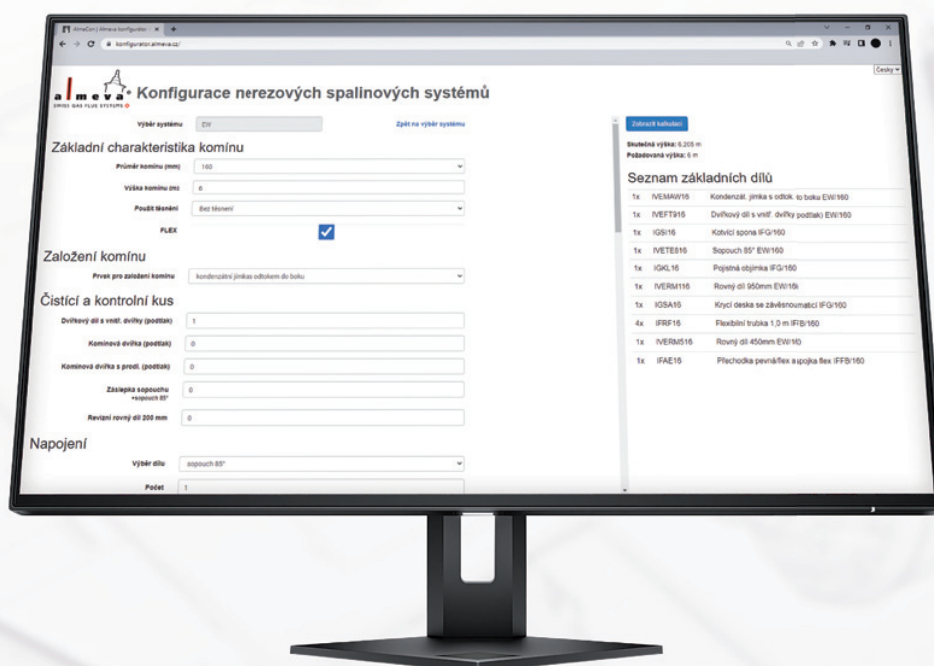 AlmeCon | Almeva konfigurátor
konfigurator.almeva.cz/
Česky
almeva
SWISS GAS FLUE SYSTEMS
Konfigurace nerezových spalinových systémů
Výběr systému
EW
Zpět na výběr systému
Základní charakteristika komínu
Průměr komínu (mm)
160
Výška komínu (m)
6
Použít těsnění
Bez těsnení
FLEX
Založení komínu
Prvek pro založení komínu
kondenzátní jímkas odtokem do boku
Čistící a kontrolní kus
Dvířkový díl s vnitř. dvířky (podtlak)
1
Komínová dvířka (podtlak)
0
Komínová dvířka s prodl. (podtlak)
0
Záslepka sopouchu
+sopouch 85°
0
Revizní rovný díl 200 mm
0
Napojení
Výběr dílu
sopouch 85°
Počet
1
Zobrazit kalkulaci
Skutečná výška: 6,205 m
Požadovaná výška: 6 m
Seznam základních dílů
1x IVEMAW16 Kondenzát. jímka s odtok. to boku EW/160
1x IVEFT916 Dvířkový díl s vnitř. dvířky podtlak) EW/160
1x IGSI16 Kotvící spona IFG/160
1x IVETE816 Sopouch 85° EW/160
1x IGKL16 Pojistná objímka IFG/160
1x IVERM116 Rovný díl 950mm EW/16
1x IGSA16 Krycí deska se závěsnoumaticí IFG/160
4x IFRF16 Flexibilní trubka 1,0 m IFB/160
1x IVERM516 Rovný díl 450mm EW/160
1x IFAE16 Přechodka pevná/flex a upojka flex IFFB/160